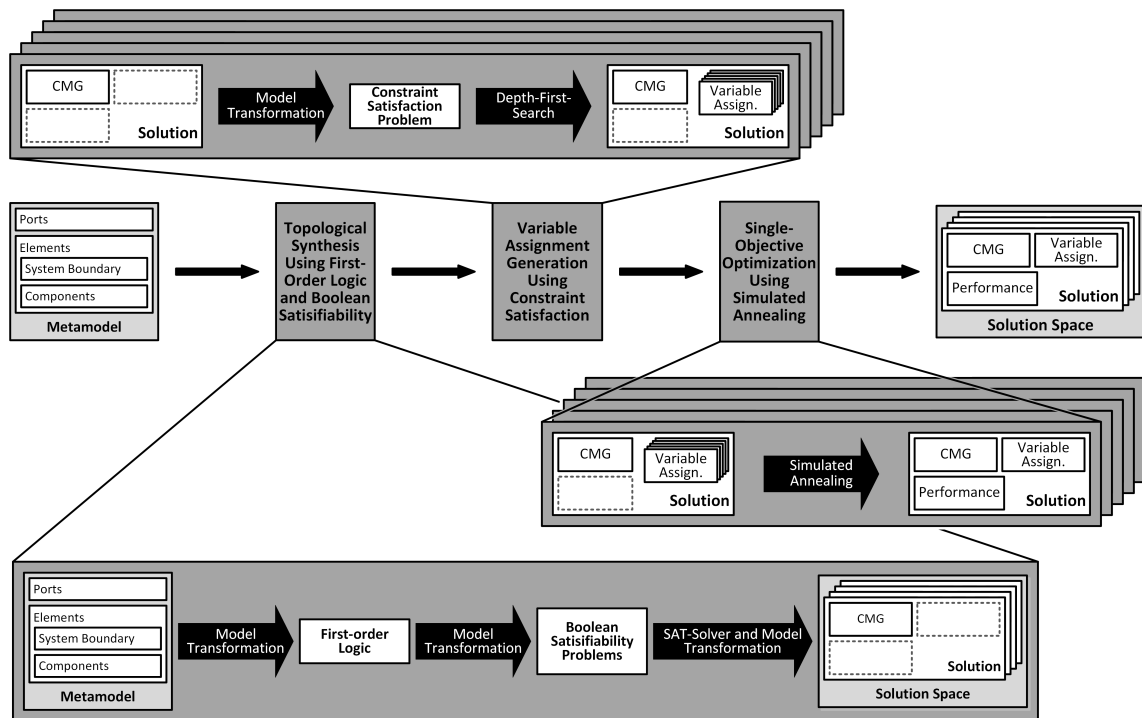 CMG
Solution
Model
Transformation
Constraint
Satisfaction
Problem
Depth-First-
Search
CMG
Variable
Assign.
Solution
Ports
Elements
System Boundary
Components
Metamodel
Topological
Synthesis
Using First-
Order Logic
and Boolean
Satisifiability
Variable
Assignment
Generation
Using
Constraint
Satisfaction
Single-
Objective
Optimization
Using
Simulated
Annealing
CMG
Variable
Assign.
Performance
Solution
Solution Space
CMG
Variable
Assign.
Solution
Simulated
Annealing
CMG
Variable
Assign.
Performance
Solution
Ports
Elements
System Boundary
Components
Metamodel
Model
Transformation
First-order
Logic
Model
Transformation
Boolean
Satisifiability
Problems
SAT-Solver and Model
Transformation
CMG
Solution
Solution Space